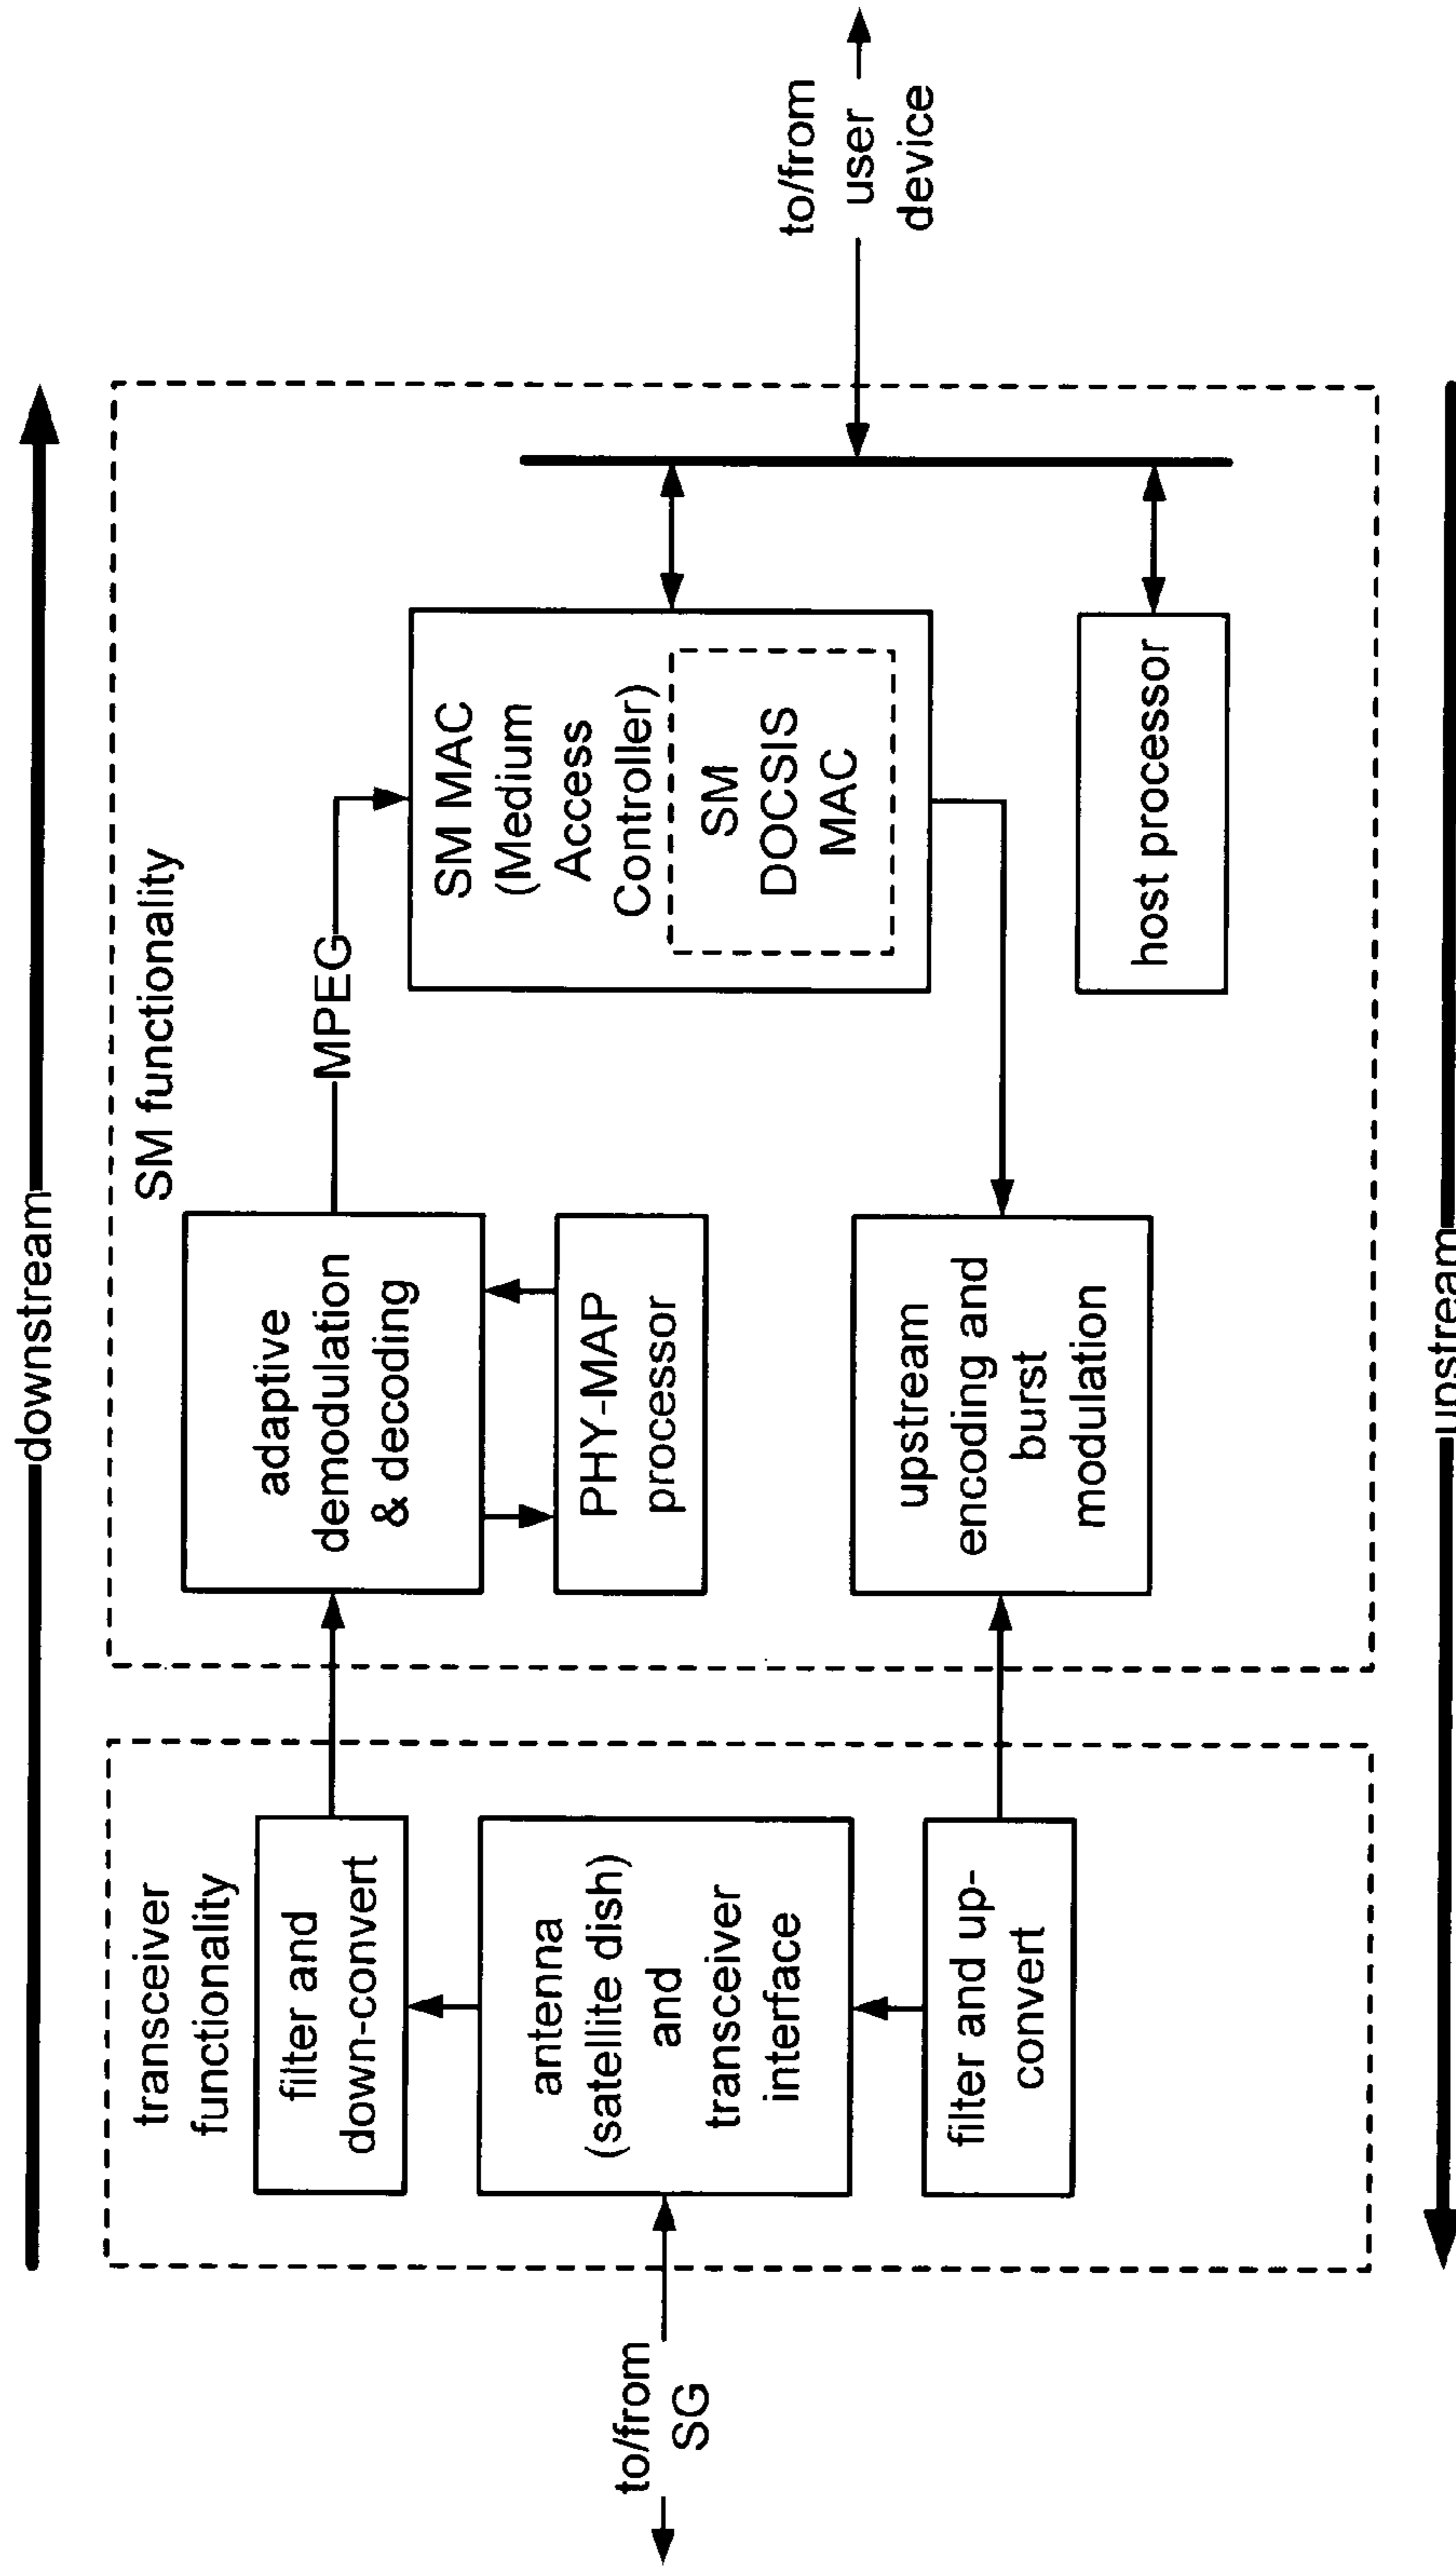 downstream
transceiver
functionality
filter and
down-convert
antenna
(satellite dish)
and
transceiver
interface
filter and up-
convert
to/from
SG
SM functionality
adaptive
demodulation
& decoding
PHY-MAP
processor
MPEG
SM MAC
(Medium
Access
Controller)
SM
DOCSIS
MAC
upstream
encoding and
burst
modulation
host processor
to/from
user
device
upstream